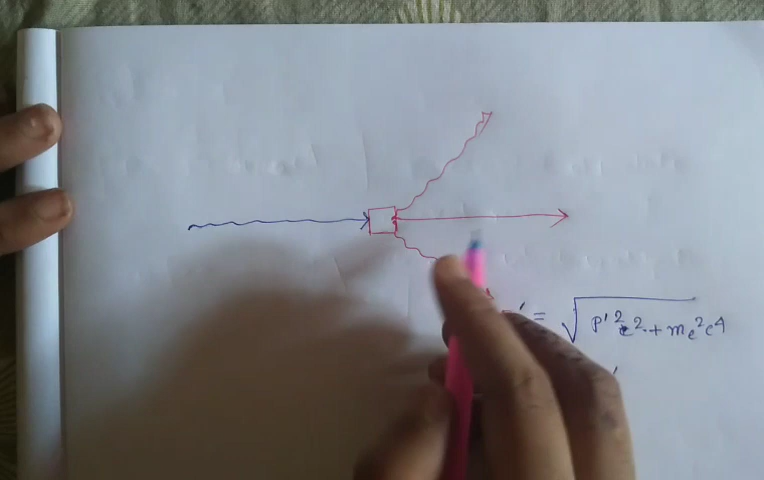 ' = √ p'²c² + mₑ²c⁴
'